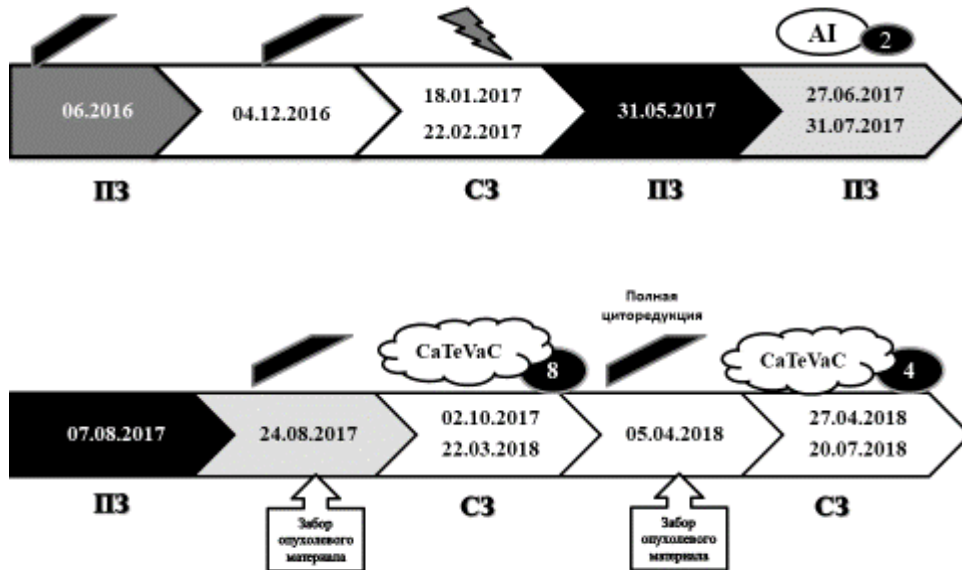 AI
2
06.2016
04.12.2016
18.01.2017
22.02.2017
31.05.2017
27.06.2017
31.07.2017
ПЗ
СЗ
ПЗ
ПЗ
Полная
циторедукция
CaTeVaC
8
CaTeVaC
4
07.08.2017
24.08.2017
02.10.2017
22.03.2018
05.04.2018
27.04.2018
20.07.2018
ПЗ
СЗ
СЗ
Забор
опухолевого
материала
Забор
опухолевого
материала